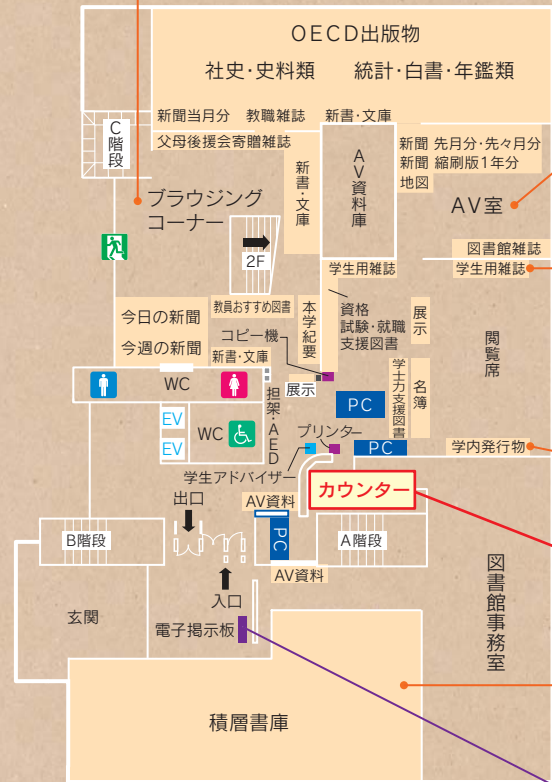 OECD出版物
社史・史料類　統計・白書・年鑑類
新聞当月分　教職雑誌　新書・文庫
父母後援会寄贈雑誌
C階段
新書・文庫
AV資料庫
新聞 先月分・先々月分
新聞 縮刷版1年分
地図
AV室
ブラウジング
コーナー
2F
図書館雑誌
学生用雑誌
学生用雑誌
今日の新聞
今週の新聞
教員おすすめ図書
コピー機
新書・文庫
本学紀要
資格
試験・就職
支援図書
展示
閲覧席
WC
展示
担架・AED
PC
学士力支援図書
名簿
EV
EV
WC
プリンター
PC
学内発行物
学生アドバイザー
カウンター
出口
AV資料
B階段
PC
A階段
AV資料
入口
玄関
電子掲示板
図書館事務室
積層書庫